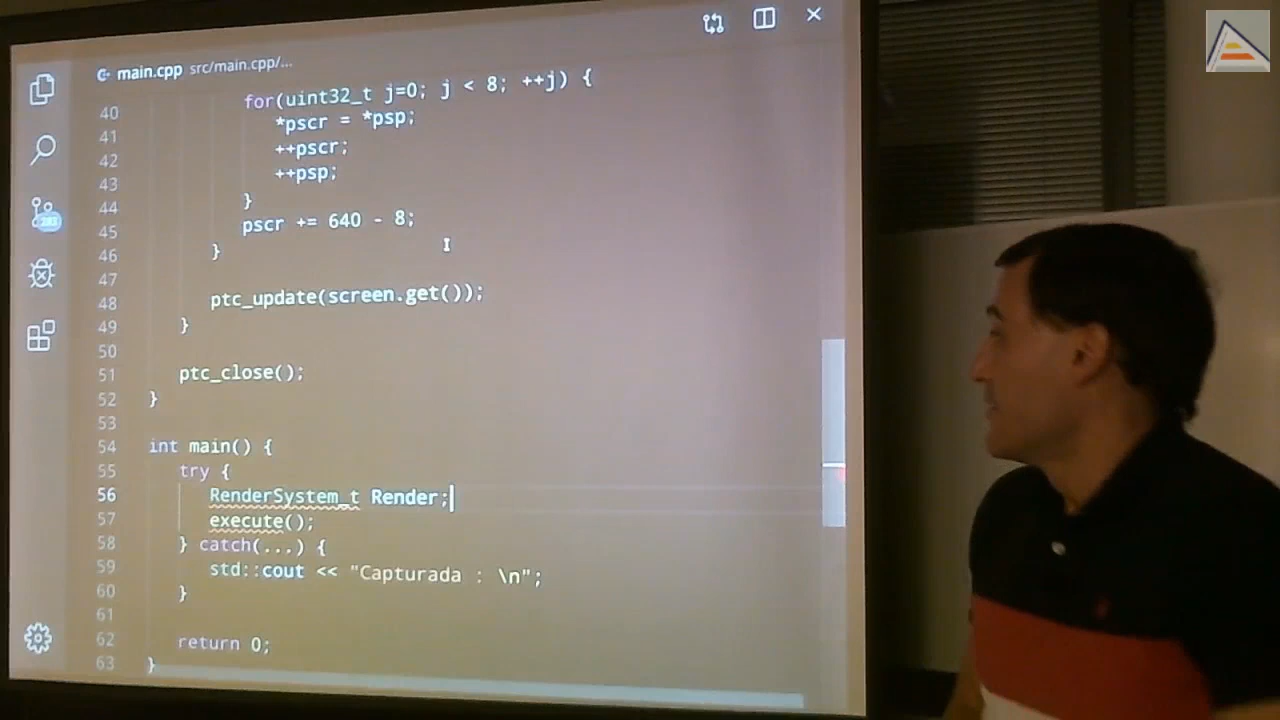 main.cpp src/main.cpp/...
40 for(uint32_t j=0; j < 8; ++j) {
41 *pscr = *psp;
42 ++pscr;
43 ++psp;
44 }
45 pscr += 640 - 8;
46 }
47
48 ptc_update(screen.get());
49 }
50
51 ptc_close();
52 }
53
54 int main() {
55 try {
56 RenderSystem_t Render;
57 execute();
58 } catch(...) {
59 std::cout << "Capturada : \n";
60 }
61
62 return 0;
63 }